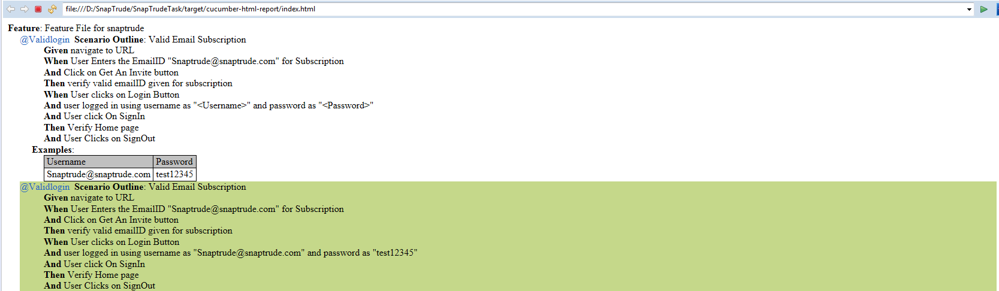 file:///D:/SnapTrude/SnapTrudeTask/target/cucumber-html-report/index.html
Feature: Feature File for snaptrude
@Validlogin Scenario Outline: Valid Email Subscription
Given navigate to URL
When User Enters the EmailID "Snaptrude@snaptrude.com" for Subscription
And Click on Get An Invite button
Then verify valid emailID given for subscription
When User clicks on Login Button
And user logged in using username as "<Username>" and password as "<Password>"
And User click On SignIn
Then Verify Home page
And User Clicks on SignOut
Examples:
Username Password
Snaptrude@snaptrude.com test12345
@Validlogin Scenario Outline: Valid Email Subscription
Given navigate to URL
When User Enters the EmailID "Snaptrude@snaptrude.com" for Subscription
And Click on Get An Invite button
Then verify valid emailID given for subscription
When User clicks on Login Button
And user logged in using username as "Snaptrude@snaptrude.com" and password as "test12345"
And User click On SignIn
Then Verify Home page
And User Clicks on SignOut